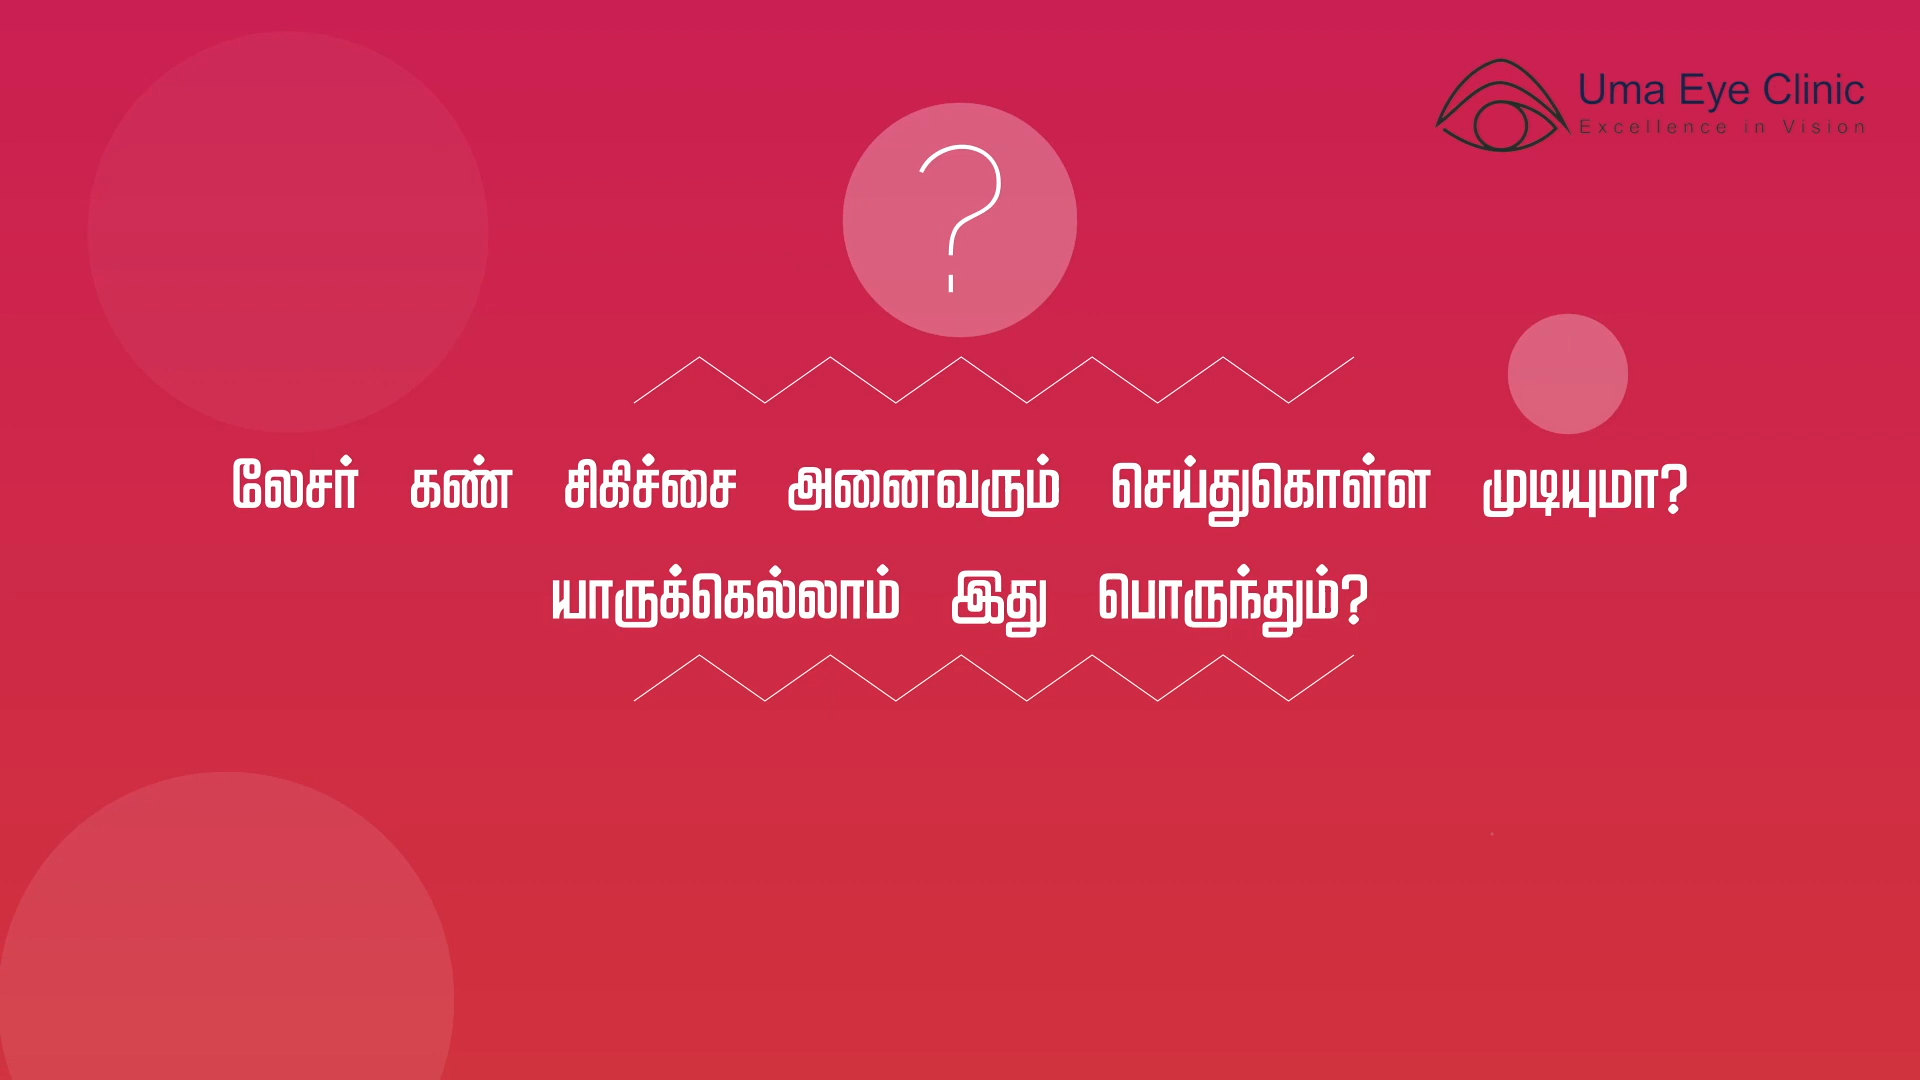 Uma Eye Clinic
Excellence in Vision
?
லேசர் கண் சிகிச்சை அனைவரும் செய்துகொள்ள முடியுமா?
யாருக்கெல்லாம் இது பொருந்தும்?